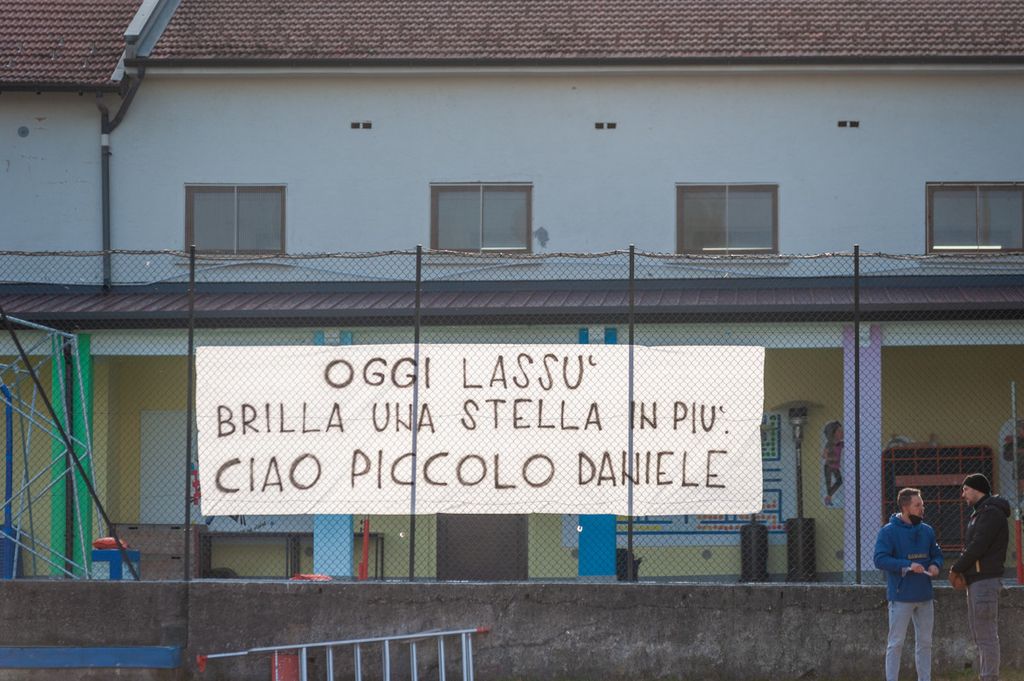 OGGI LASSU'
BRILLA UNA STELLA IN PIU'.
CIAO PICCOLO DANIELE